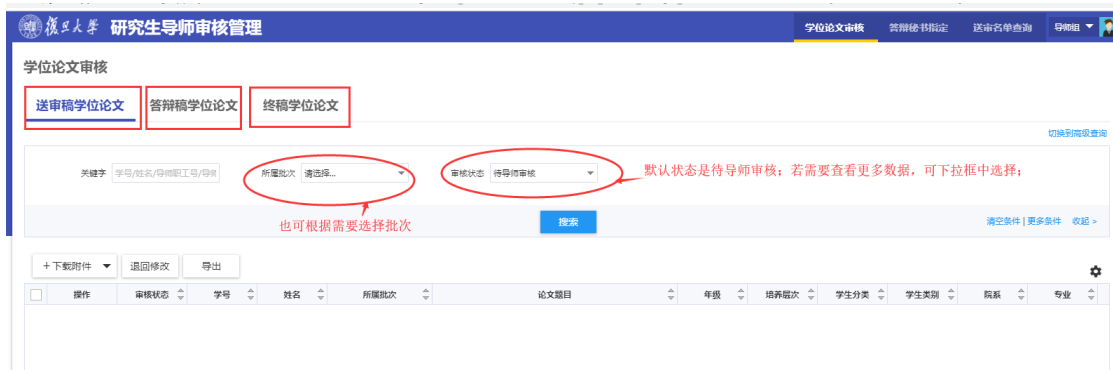 復旦大學 研究生导师审核管理 学位论文审核 答辩秘书指定 送审名单查询 导师组
学位论文审核
送审稿学位论文 答辩稿学位论文 终稿学位论文
切换到高级查询
关键字 学号/姓名/导师职工号/导师 所属批次 请选择... 审核状态 待导师审核 默认状态是待导师审核；若需要查看更多数据，可下拉框中选择；
也可根据需要选择批次 搜索 清空条件 | 更多条件 收起 >
+下载附件 退回修改 导出
操作 审核状态 学号 姓名 所属批次 论文题目 年级 培养层次 学生分类 学生类别 院系 专业